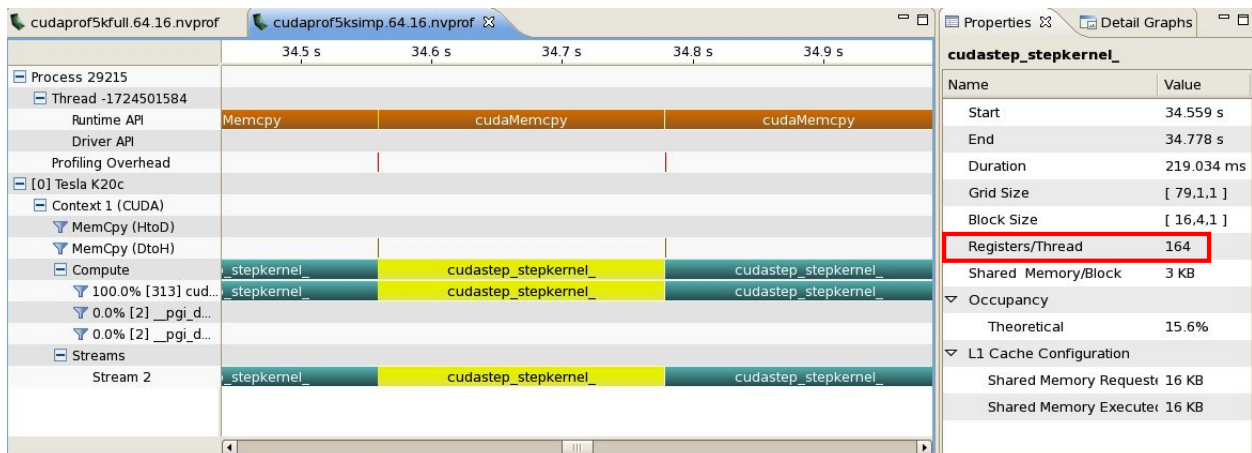 cudaprof5kfull.64.16.nvprof
cudaprof5ksimp.64.16.nvprof
34.5 s 34.6 s 34.7 s 34.8 s 34.9 s
Process 29215
Thread -1724501584
Runtime API Memcpy cudaMemcpy cudaMemcpy
Driver API
Profiling Overhead
[0] Tesla K20c
Context 1 (CUDA)
MemCpy (HtoD)
MemCpy (DtoH)
Compute _stepkernel_ cudastep_stepkernel_ cudastep_stepkernel_
100.0% [313] cud... _stepkernel_ cudastep_stepkernel_ cudastep_stepkernel_
0.0% [2] __pgi_d...
0.0% [2] __pgi_d...
Streams
Stream 2 _stepkernel_ cudastep_stepkernel_ cudastep_stepkernel_
Properties Detail Graphs
cudastep_stepkernel_
Name Value
Start 34.559 s
End 34.778 s
Duration 219.034 ms
Grid Size [ 79,1,1 ]
Block Size [ 16,4,1 ]
Registers/Thread 164
Shared Memory/Block 3 KB
Occupancy
Theoretical 15.6%
L1 Cache Configuration
Shared Memory Requeste 16 KB
Shared Memory Executec 16 KB